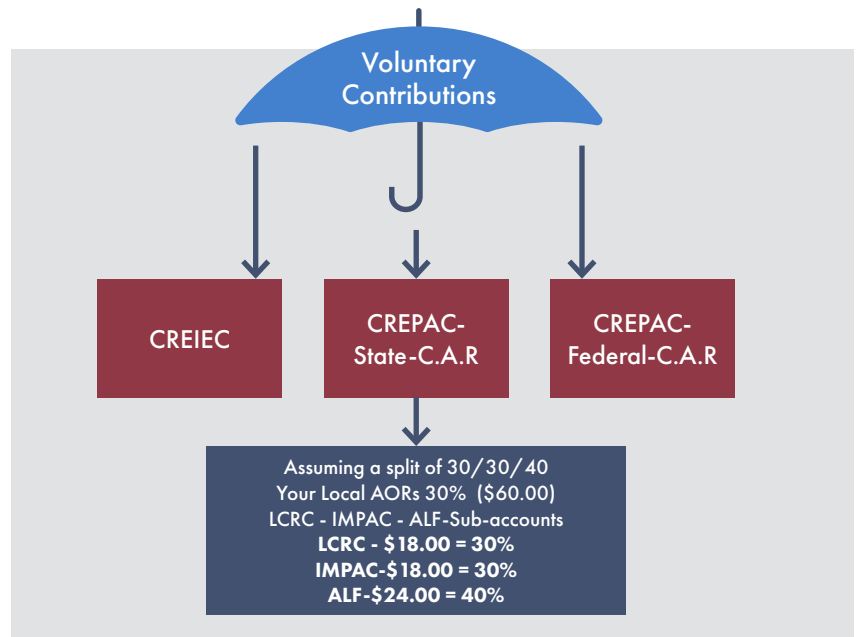 Voluntary
Contributions
CREIEC
CREPAC-
State-C.A.R
CREPAC-
Federal-C.A.R
Assuming a split of 30/30/40
Your Local AORs 30%  ($60.00)
LCRC - IMPAC - ALF-Sub-accounts
LCRC - $18.00 = 30%
IMPAC-$18.00 = 30%
ALF-$24.00 = 40%